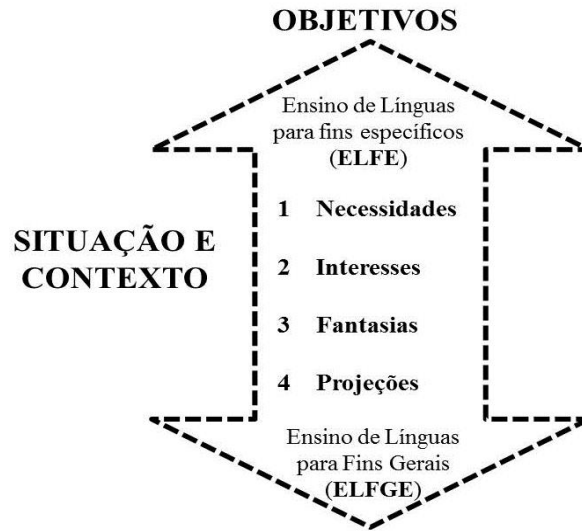 OBJETIVOS
Ensino de Línguas
para fins específicos
(ELFE)
SITUAÇÃO E
CONTEXTO
1 Necessidades
2 Interesses
3 Fantasias
4 Projeções
Ensino de Línguas
para Fins Gerais
(ELFGE)